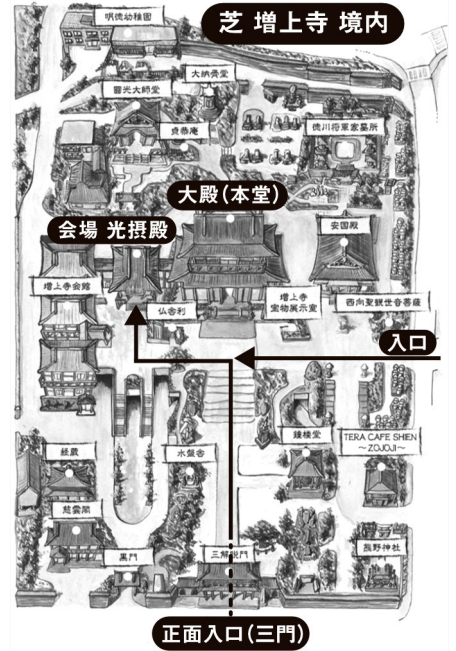 芝 増上寺 境内
明徳幼稚園
大納骨堂
圓光大師堂
貞恭庵
徳川将軍家墓所
大殿(本堂)
会場 光摂殿
安国殿
増上寺会館
仏舎利
増上寺
宝物展示室
西向聖観世音菩薩
入口
鐘楼堂
TERA CAFE SHIEN
～ZOJOJI～
経蔵
水盤舎
慈雲閣
黒門
三解脱門
熊野神社
正面入口(三門)